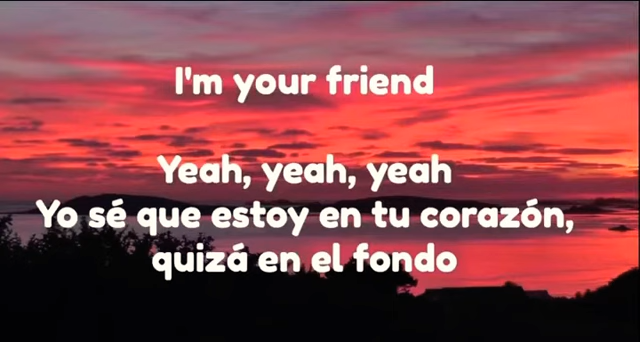 I'm your friend
Yeah, yeah, yeah
Yo sé que estoy en tu corazón,
quizá en el fondo